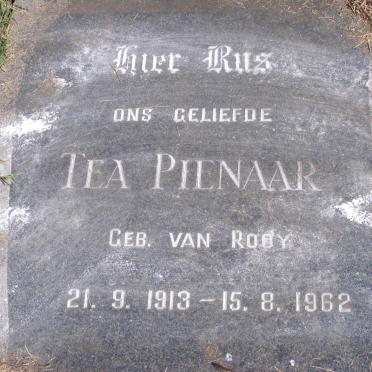 Hier Rus
ONS GELIEFDE
TEA PIENAAR
GEB. VAN ROOY
21. 9. 1913 – 15. 8. 1962